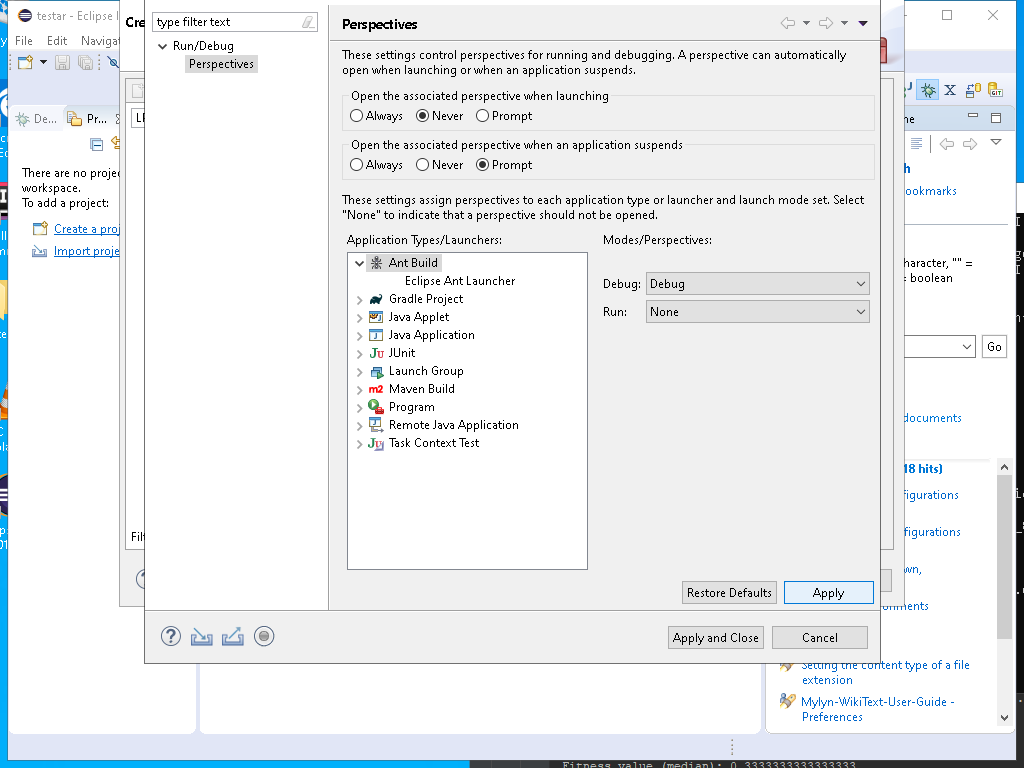 testar - Eclipse I
File Edit Navigat
Cre
type filter text
Run/Debug
Perspectives
Perspectives
These settings control perspectives for running and debugging. A perspective can automatically
open when launching or when an application suspends.
Open the associated perspective when launching
Always Never Prompt
Open the associated perspective when an application suspends
Always Never Prompt
These settings assign perspectives to each application type or launcher and launch mode set. Select
"None" to indicate that a perspective should not be opened.
Application Types/Launchers:
Modes/Perspectives:
Ant Build
Eclipse Ant Launcher
Gradle Project
Java Applet
Java Application
JUnit
Launch Group
Maven Build
Program
Remote Java Application
Task Context Test
Debug: Debug
Run: None
Restore Defaults
Apply
Apply and Close
Cancel
De...
Pr...
There are no projec
workspace.
To add a project:
Create a proj
Import proje
Filt
ne
h
ookmarks
haracter, "" =
= boolean
Go
documents
18 hits)
figurations
figurations
wn,
onments
Setting the content type of a file
extension
Mylyn-WikiText-User-Guide -
Preferences
Fitness value (median): 0.3333333333333333